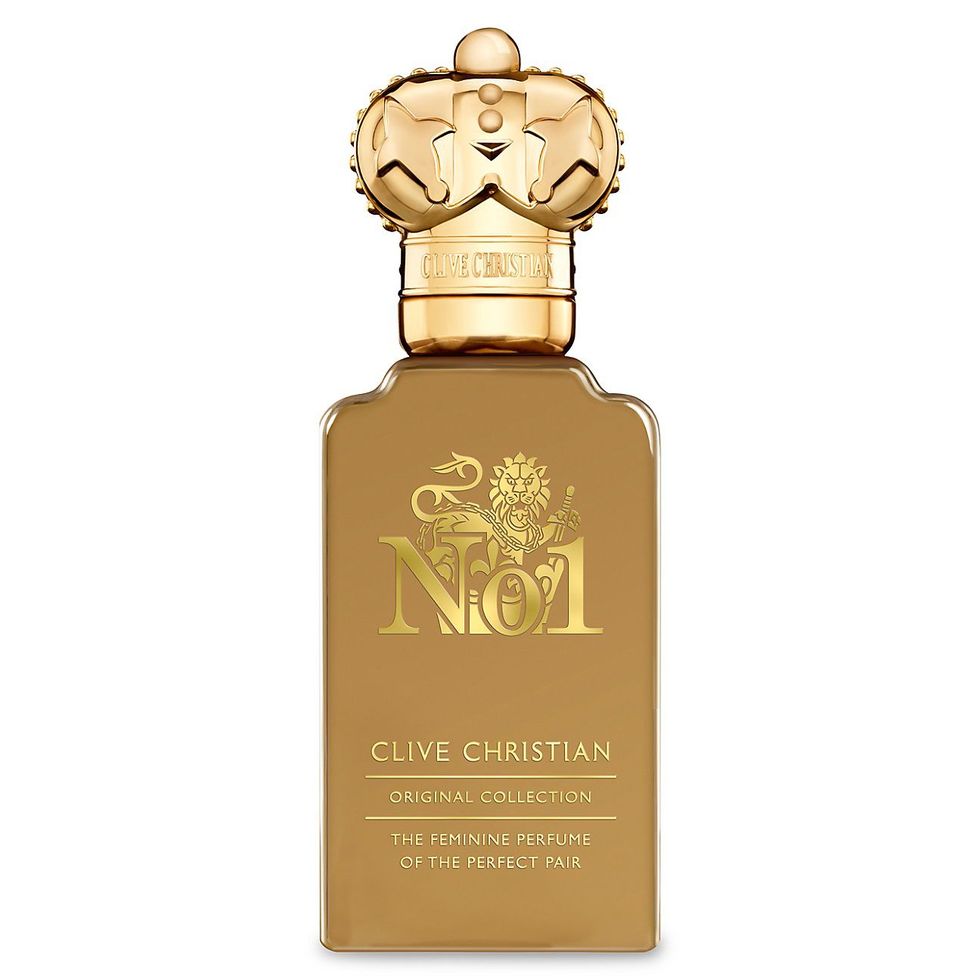 CLIVE CHRISTIAN
No1
CLIVE CHRISTIAN
ORIGINAL COLLECTION
THE FEMININE PERFUME
OF THE PERFECT PAIR